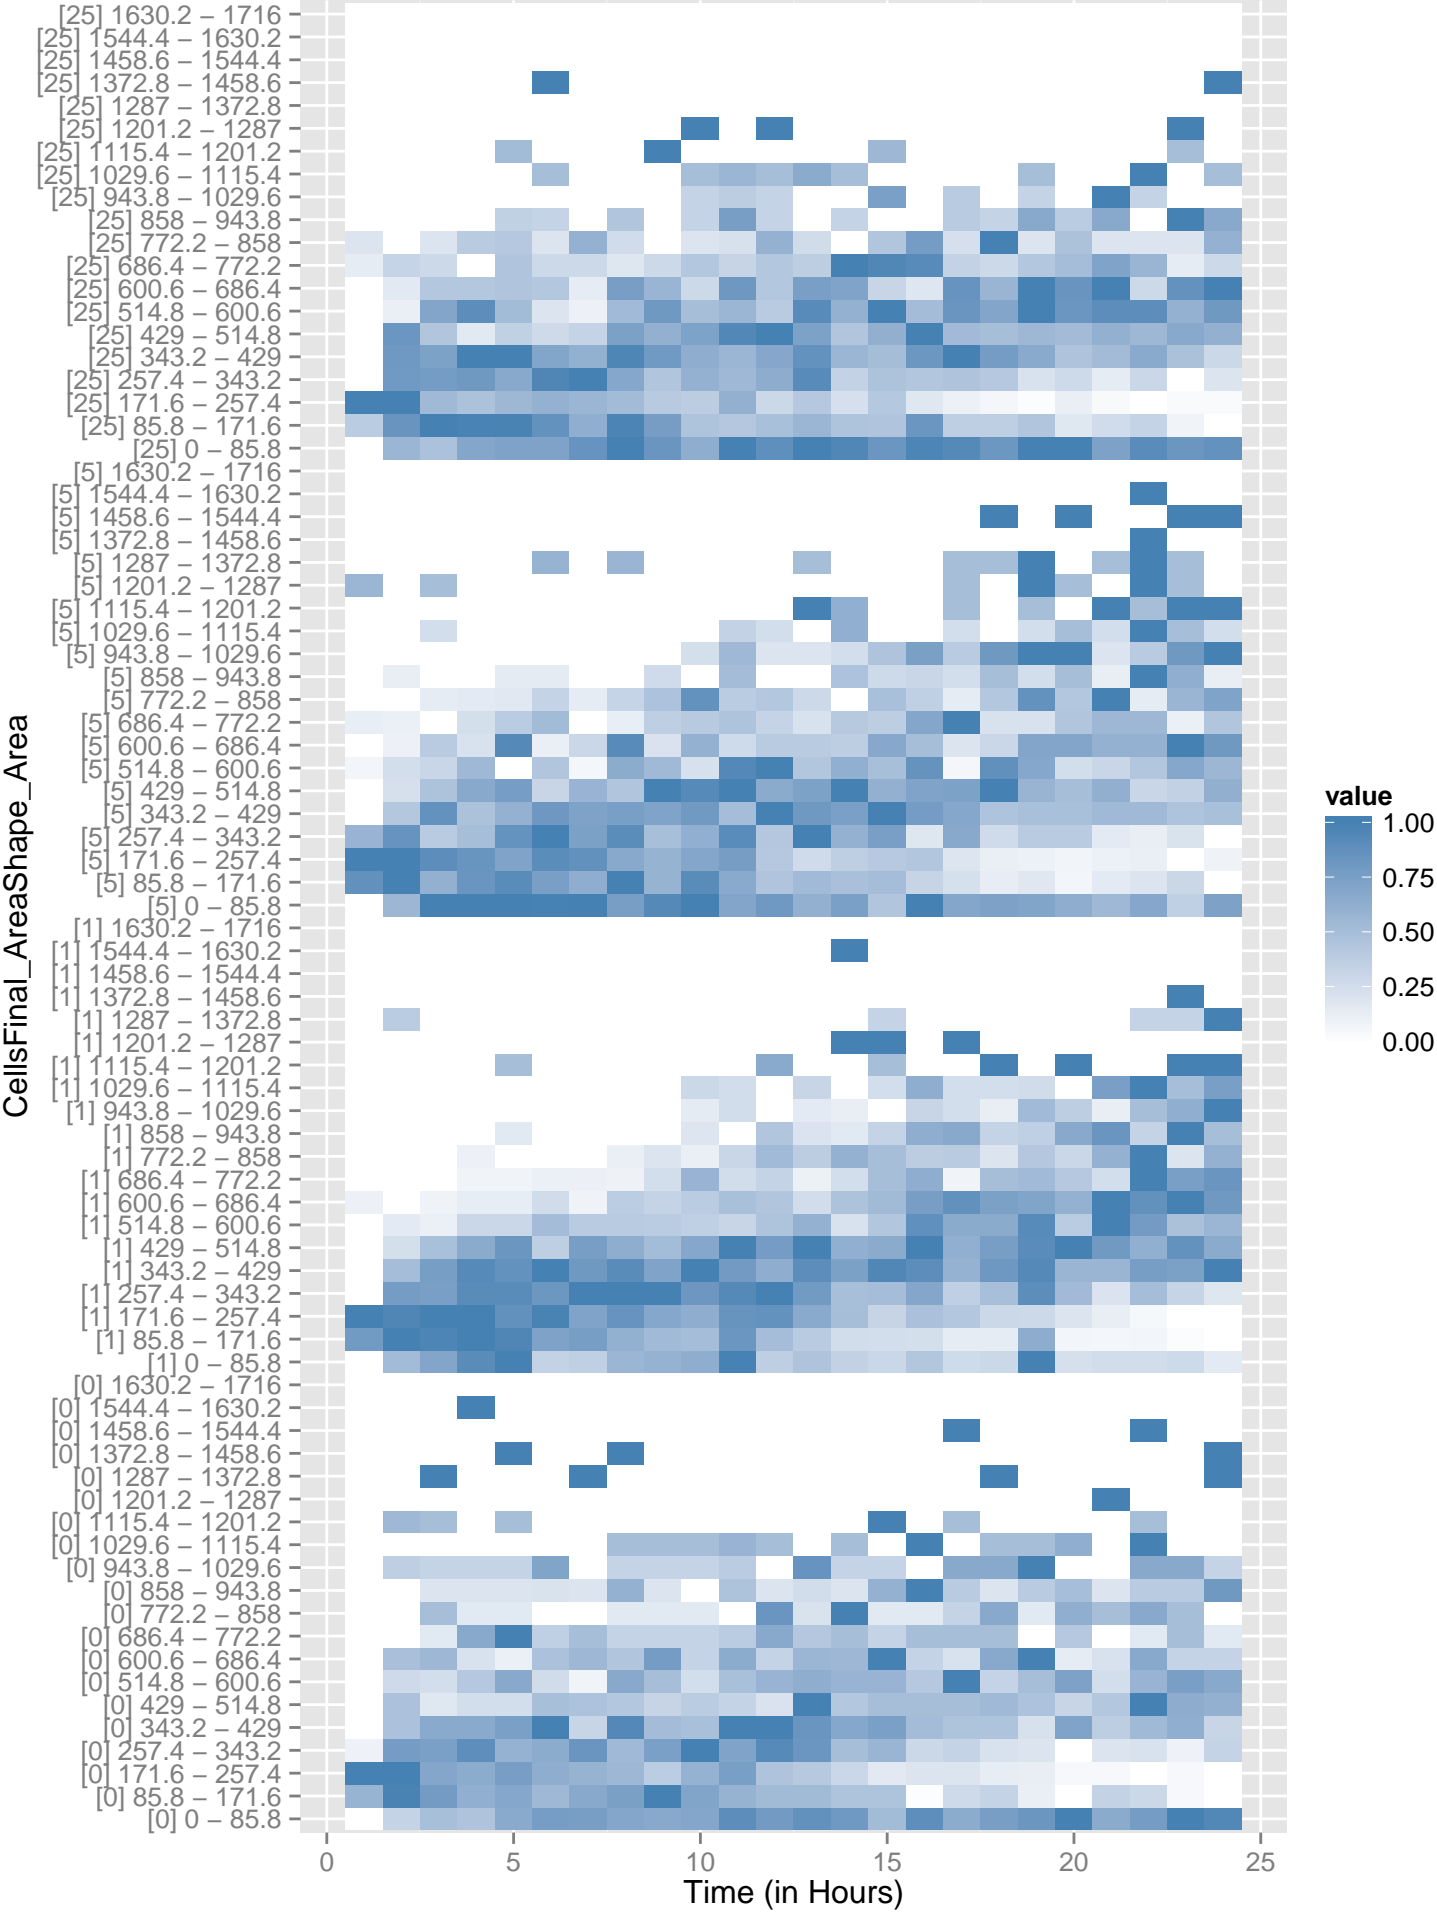 [25] 1630.2 − 1716
[25] 1544.4 − 1630.2
[25] 1458.6 − 1544.4
[25] 1372.8 − 1458.6
[25] 1287 − 1372.8
[25] 1201.2 − 1287
[25] 1115.4 − 1201.2
[25] 1029.6 − 1115.4
[25] 943.8 − 1029.6
[25] 858 − 943.8
[25] 772.2 − 858
[25] 686.4 − 772.2
[25] 600.6 − 686.4
[25] 514.8 − 600.6
[25] 429 − 514.8
[25] 343.2 − 429
[25] 257.4 − 343.2
[25] 171.6 − 257.4
[25] 85.8 − 171.6
[25] 0 − 85.8
[5] 1630.2 − 1716
[5] 1544.4 − 1630.2
[5] 1458.6 − 1544.4
[5] 1372.8 − 1458.6
[5] 1287 − 1372.8
[5] 1201.2 − 1287
[5] 1115.4 − 1201.2
[5] 1029.6 − 1115.4
[5] 943.8 − 1029.6
[5] 858 − 943.8
[5] 772.2 − 858
[5] 686.4 − 772.2
[5] 600.6 − 686.4
[5] 514.8 − 600.6
[5] 429 − 514.8
[5] 343.2 − 429
[5] 257.4 − 343.2
[5] 171.6 − 257.4
[5] 85.8 − 171.6
[5] 0 − 85.8
[1] 1630.2 − 1716
[1] 1544.4 − 1630.2
[1] 1458.6 − 1544.4
[1] 1372.8 − 1458.6
[1] 1287 − 1372.8
[1] 1201.2 − 1287
[1] 1115.4 − 1201.2
[1] 1029.6 − 1115.4
[1] 943.8 − 1029.6
[1] 858 − 943.8
[1] 772.2 − 858
[1] 686.4 − 772.2
[1] 600.6 − 686.4
[1] 514.8 − 600.6
[1] 429 − 514.8
[1] 343.2 − 429
[1] 257.4 − 343.2
[1] 171.6 − 257.4
[1] 85.8 − 171.6
[1] 0 − 85.8
[0] 1630.2 − 1716
[0] 1544.4 − 1630.2
[0] 1458.6 − 1544.4
[0] 1372.8 − 1458.6
[0] 1287 − 1372.8
[0] 1201.2 − 1287
[0] 1115.4 − 1201.2
[0] 1029.6 − 1115.4
[0] 943.8 − 1029.6
[0] 858 − 943.8
[0] 772.2 − 858
[0] 686.4 − 772.2
[0] 600.6 − 686.4
[0] 514.8 − 600.6
[0] 429 − 514.8
[0] 343.2 − 429
[0] 257.4 − 343.2
[0] 171.6 − 257.4
[0] 85.8 − 171.6
[0] 0 − 85.8
CellsFinal_AreaShape_Area
0 5 10 15 20 25
Time (in Hours)
value
1.00
0.75
0.50
0.25
0.00